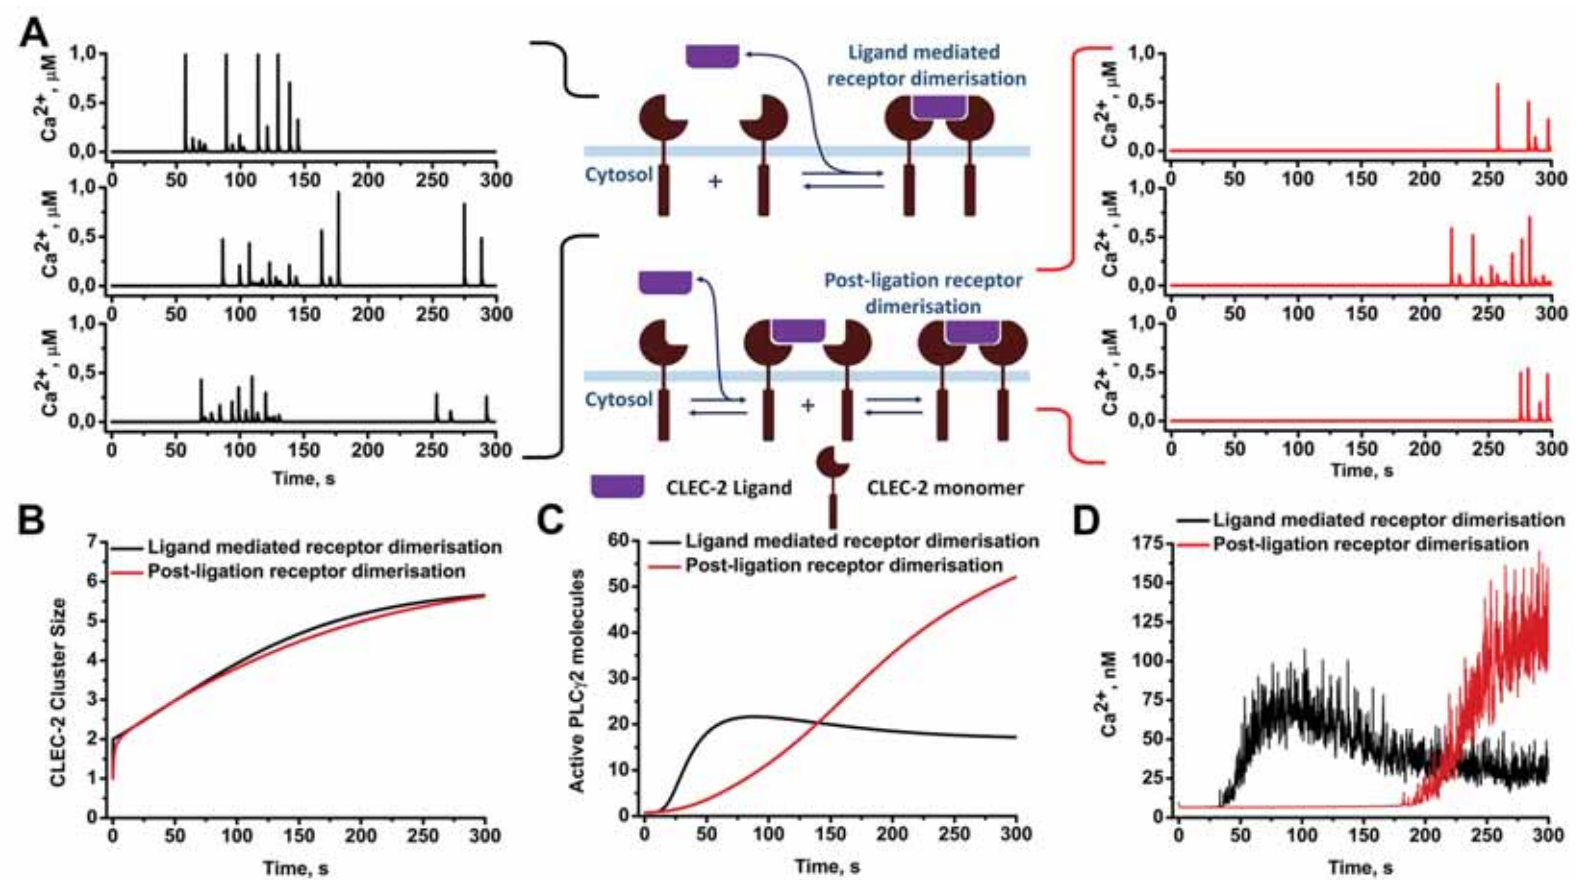 A
Ca2+, μM
1,0
0,5
0,0
0 50 100 150 200 250 300
Ca2+, μM
1,0
0,5
0,0
0 50 100 150 200 250 300
Ca2+, μM
1,0
0,5
0,0
0 50 100 150 200 250 300
Time, s
Ligand mediated
receptor dimerisation
Cytosol
+
Post-ligation receptor
dimerisation
Cytosol
+
CLEC-2 Ligand
CLEC-2 monomer
Ca2+, μM
1,0
0,5
0,0
0 50 100 150 200 250 300
Ca2+, μM
1,0
0,5
0,0
0 50 100 150 200 250 300
Ca2+, μM
1,0
0,5
0,0
0 50 100 150 200 250 300
Time, s
B
Ligand mediated receptor dimerisation
Post-ligation receptor dimerisation
CLEC-2 Cluster Size
7
6
5
4
3
2
1
0
0 50 100 150 200 250 300
Time, s
C
Ligand mediated receptor dimerisation
Post-ligation receptor dimerisation
Active PLCγ2 molecules
60
50
40
30
20
10
0
0 50 100 150 200 250 300
Time, s
D
Ligand mediated receptor dimerisation
Post-ligation receptor dimerisation
Ca2+, nM
175
150
125
100
75
50
25
0
0 50 100 150 200 250 300
Time, s